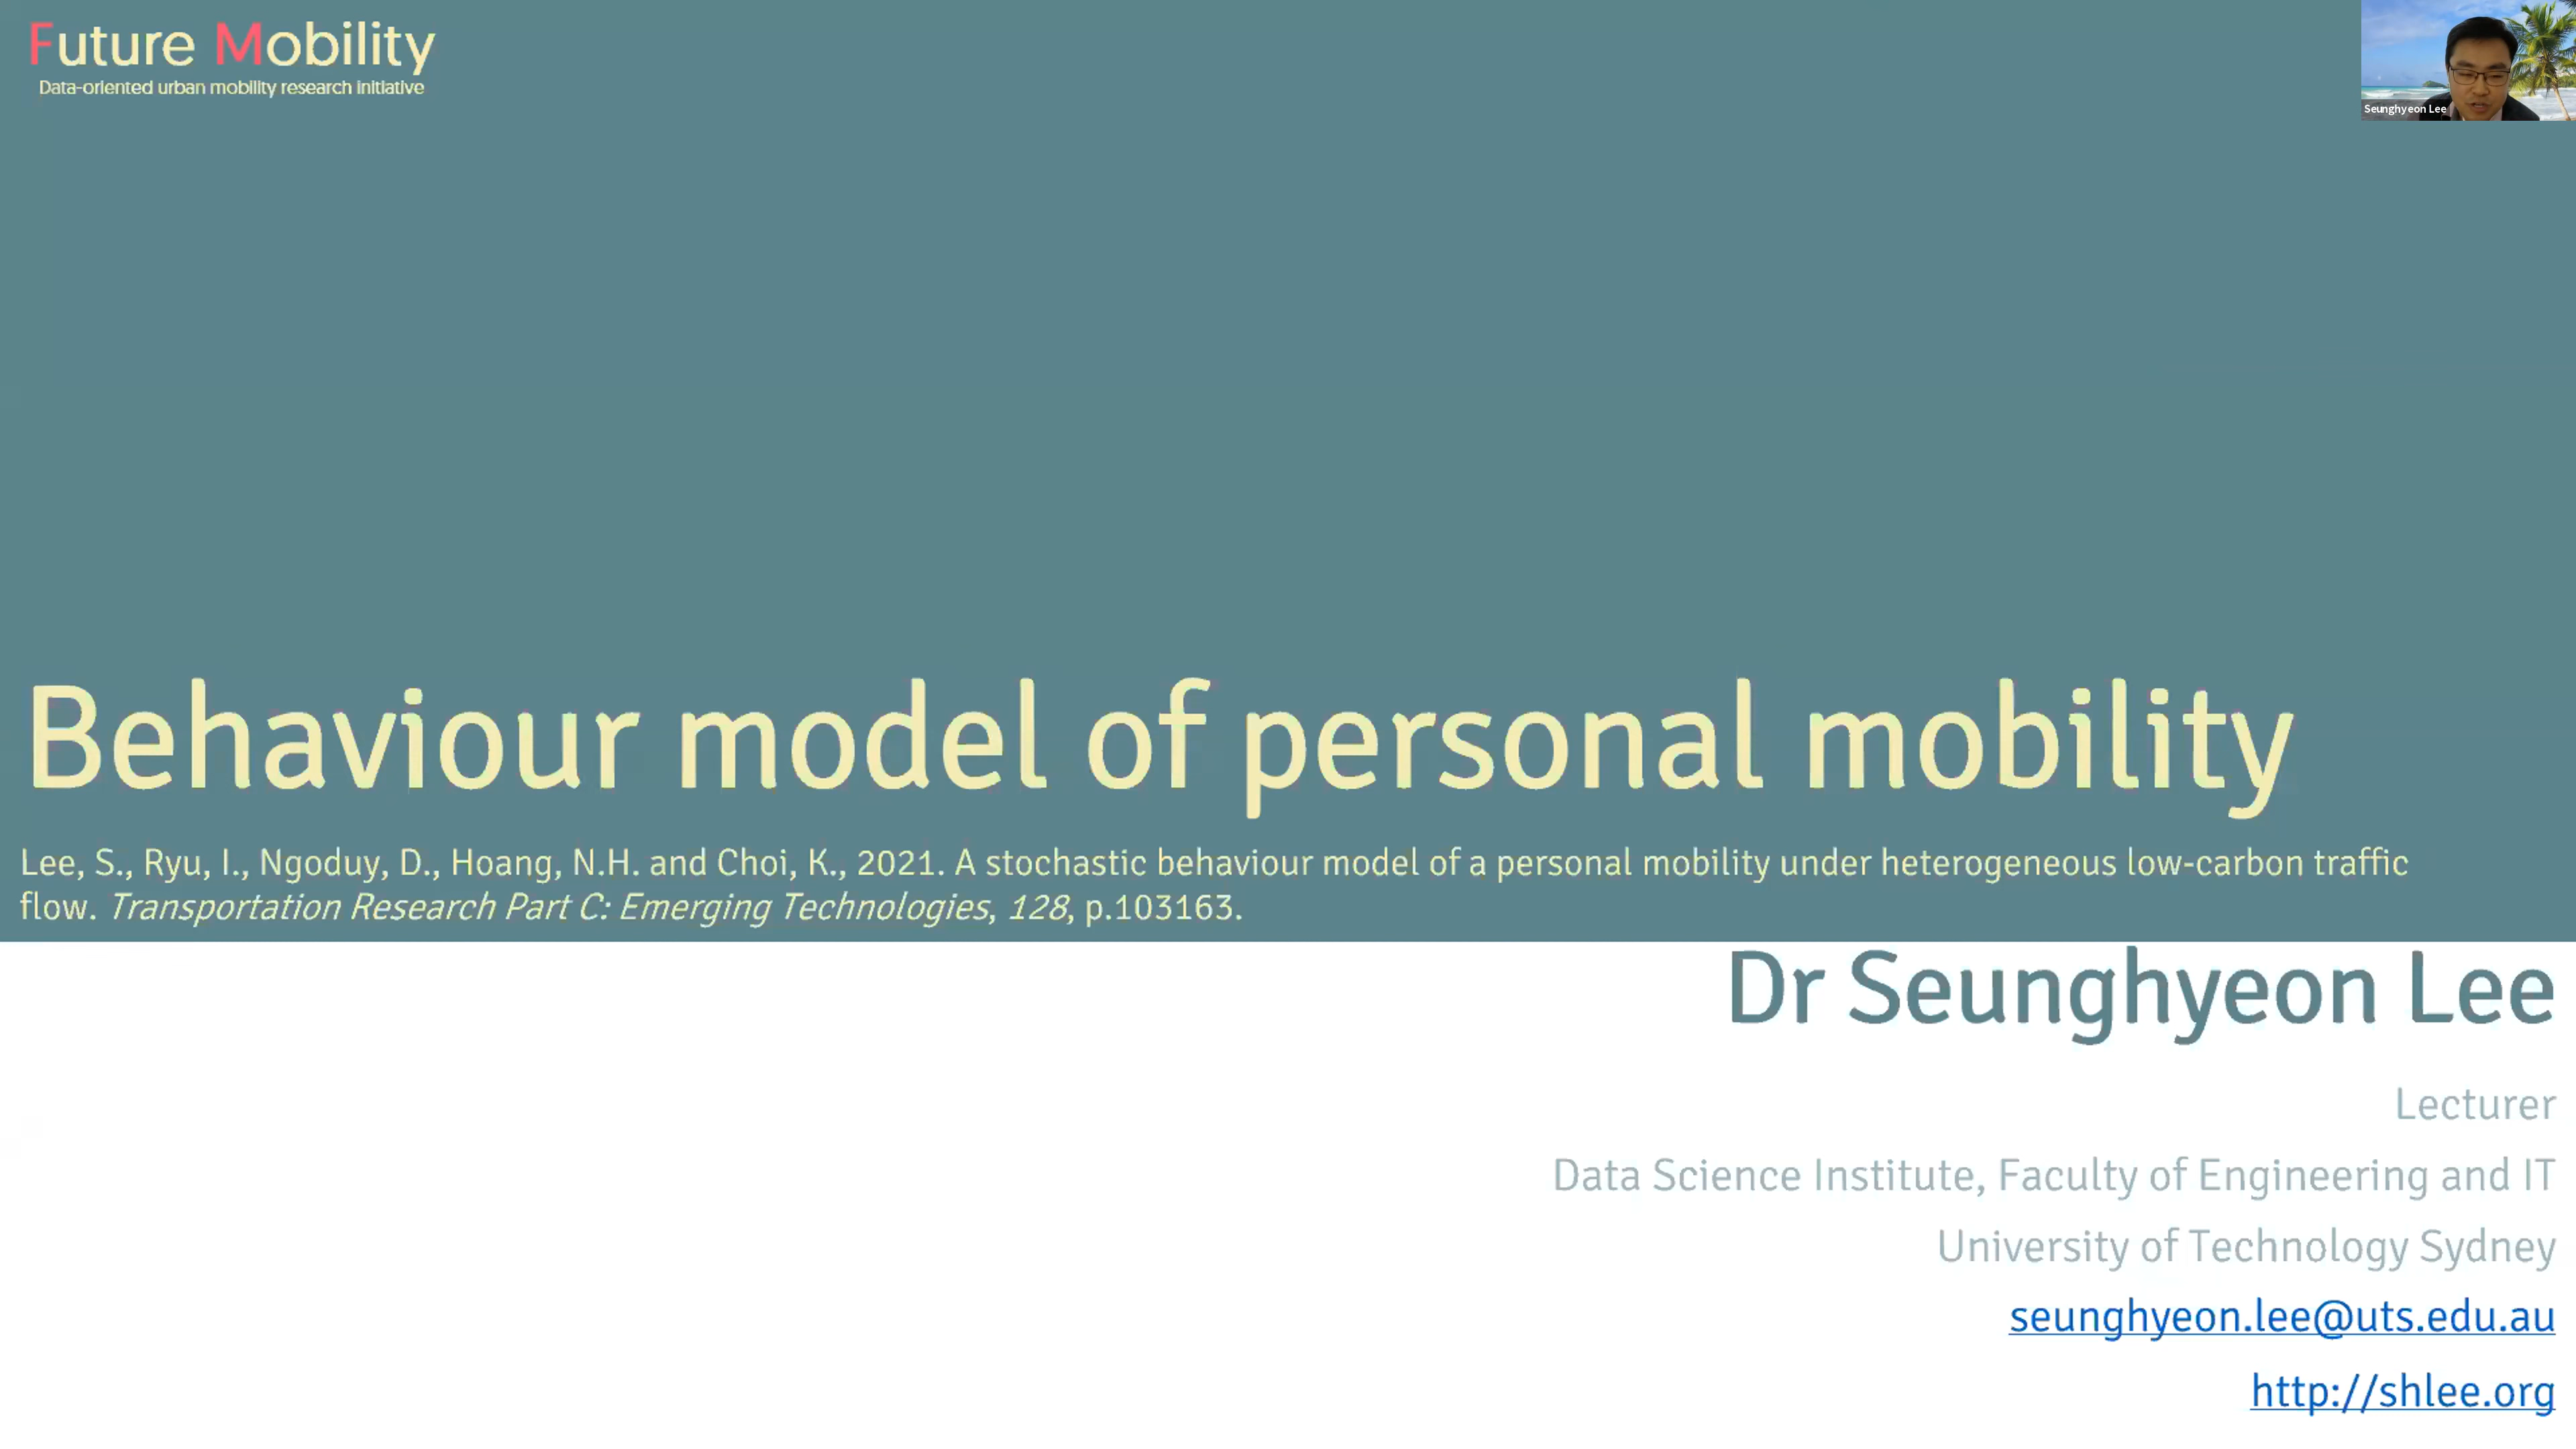 Future Mobility
Data-oriented urban mobility research initiative
Seunghyeon Lee
Behaviour model of personal mobility
Lee, S., Ryu, I., Ngoduy, D., Hoang, N.H. and Choi, K., 2021. A stochastic behaviour model of a personal mobility under heterogeneous low-carbon traffic
flow. Transportation Research Part C: Emerging Technologies, 128, p.103163.
Dr Seunghyeon Lee
Lecturer
Data Science Institute, Faculty of Engineering and IT
University of Technology Sydney
seunghyeon.lee@uts.edu.au
http://shlee.org